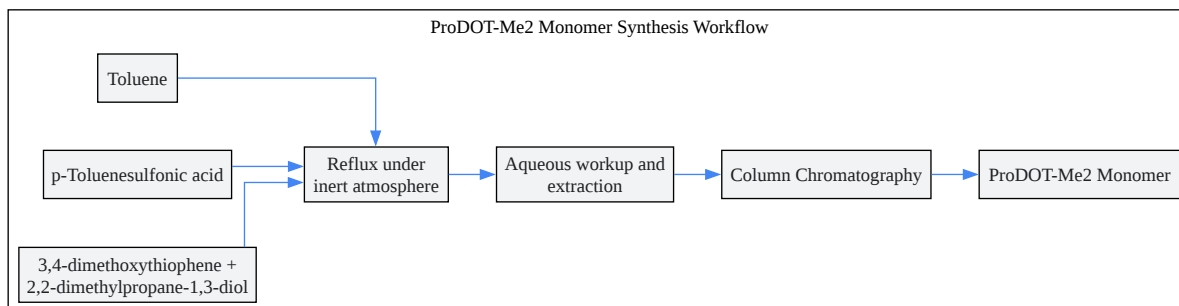 ProDOT-Me2 Monomer Synthesis Workflow
Toluene
p-Toluenesulfonic acid
Reflux under
inert atmosphere
Aqueous workup and
extraction
Column Chromatography
ProDOT-Me2 Monomer
3,4-dimethoxythiophene +
2,2-dimethylpropane-1,3-diol